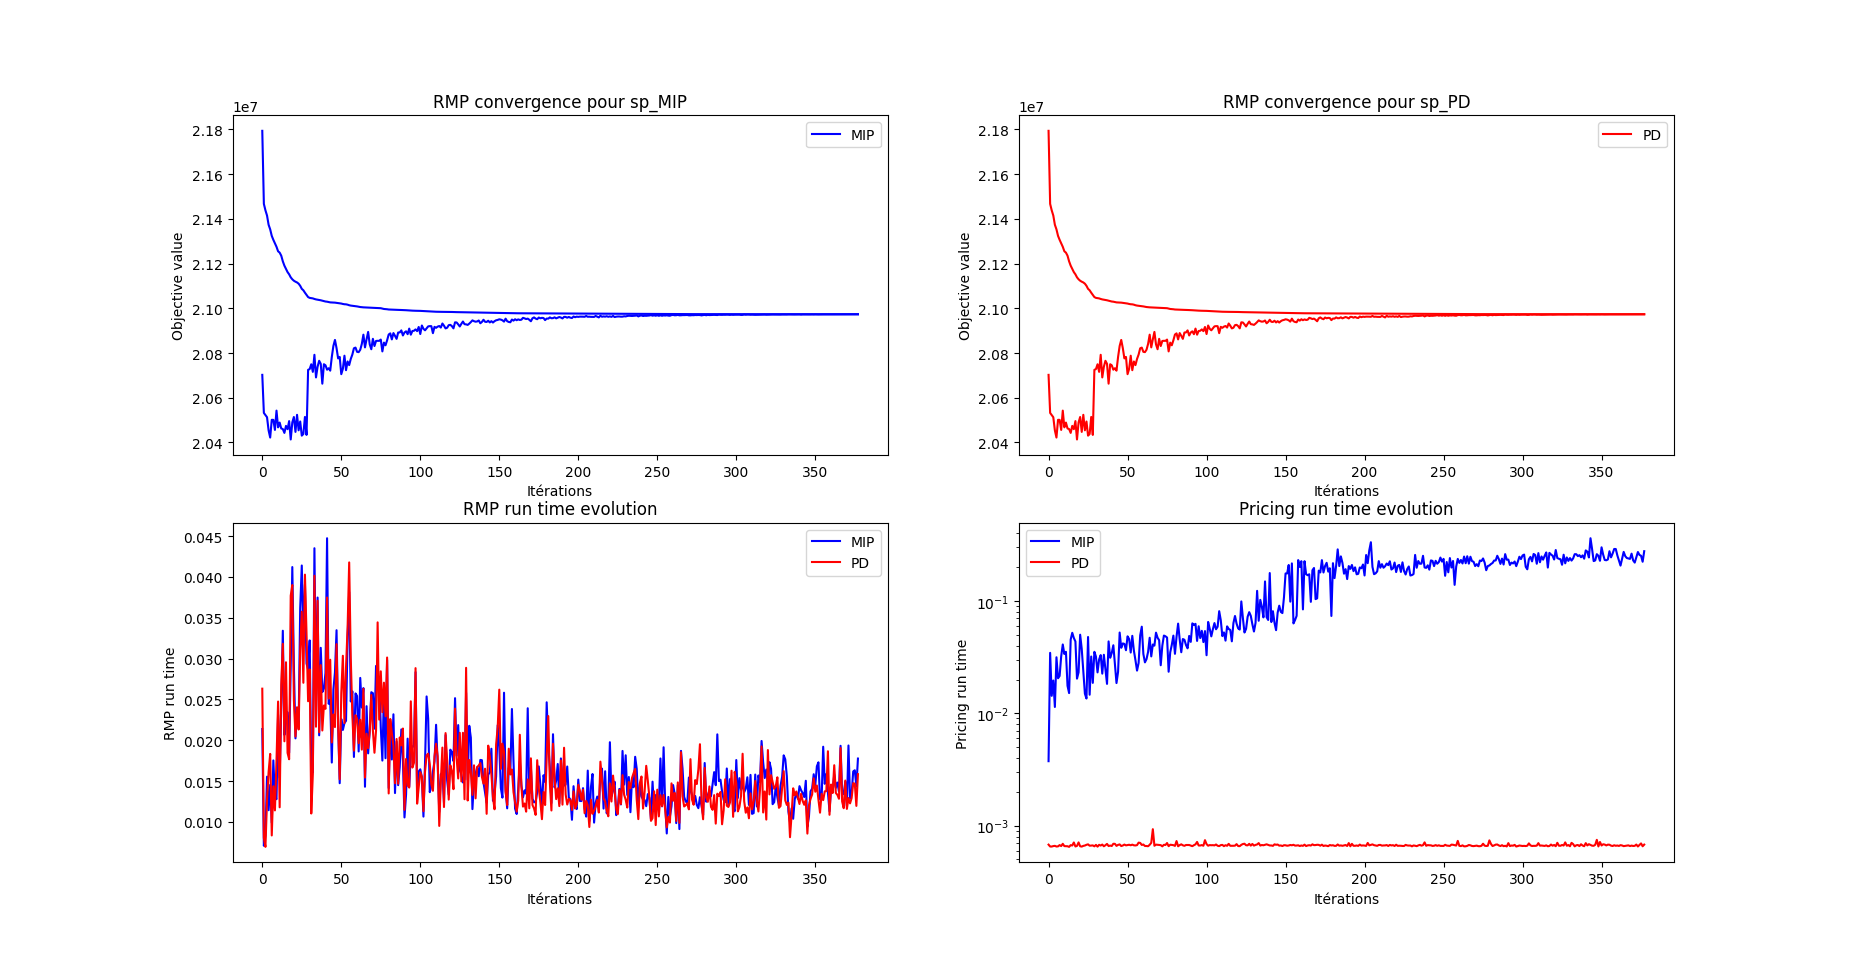 RMP convergence pour sp_MIP
1e7
2.18
2.16
2.14
2.12
2.10
2.08
2.06
2.04
Objective value
MIP
0 50 100 150 200 250 300 350
Itérations
RMP convergence pour sp_PD
1e7
2.18
2.16
2.14
2.12
2.10
2.08
2.06
2.04
Objective value
PD
0 50 100 150 200 250 300 350
Itérations
RMP run time evolution
0.045
0.040
0.035
0.030
0.025
0.020
0.015
0.010
RMP run time
MIP
PD
0 50 100 150 200 250 300 350
Itérations
Pricing run time evolution
10⁻¹
10⁻²
10⁻³
Pricing run time
MIP
PD
0 50 100 150 200 250 300 350
Itérations